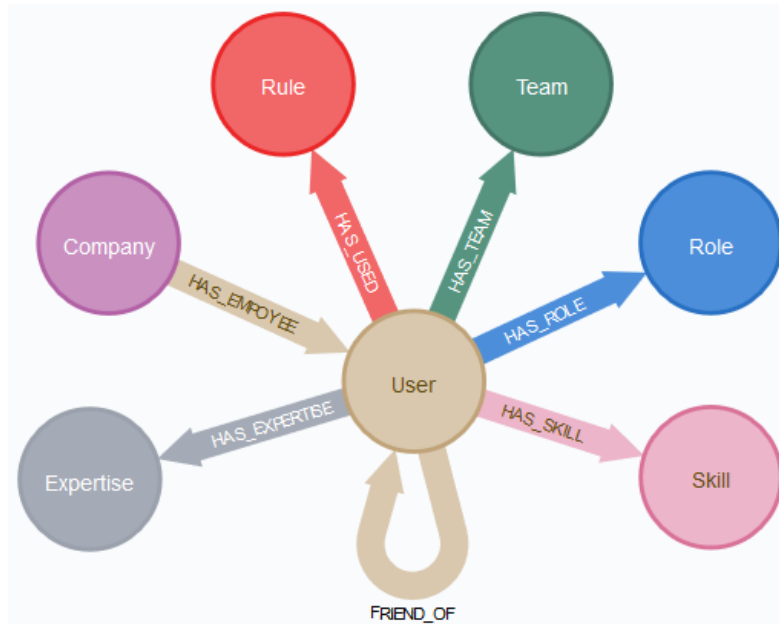 Rule
Team
Company
Role
HAS_USED
HAS_TEAM
HAS_EMPOYEE
HAS_ROLE
User
HAS_EXPERTISE
HAS_SKILL
Expertise
Skill
FRIEND_OF